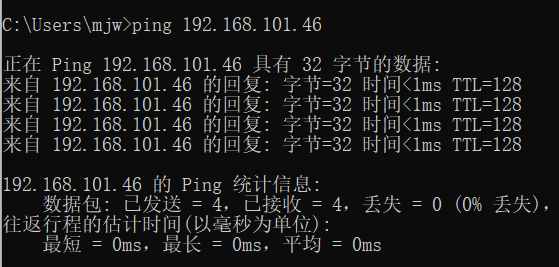 C:\Users\mjw>ping 192.168.101.46
正在 Ping 192.168.101.46 具有 32 字节的数据:
来自 192.168.101.46 的回复: 字节=32 时间<1ms TTL=128
来自 192.168.101.46 的回复: 字节=32 时间<1ms TTL=128
来自 192.168.101.46 的回复: 字节=32 时间<1ms TTL=128
来自 192.168.101.46 的回复: 字节=32 时间<1ms TTL=128
192.168.101.46 的 Ping 统计信息:
数据包: 已发送 = 4，已接收 = 4，丢失 = 0 (0% 丢失)，
往返行程的估计时间(以毫秒为单位):
最短 = 0ms，最长 = 0ms，平均 = 0ms